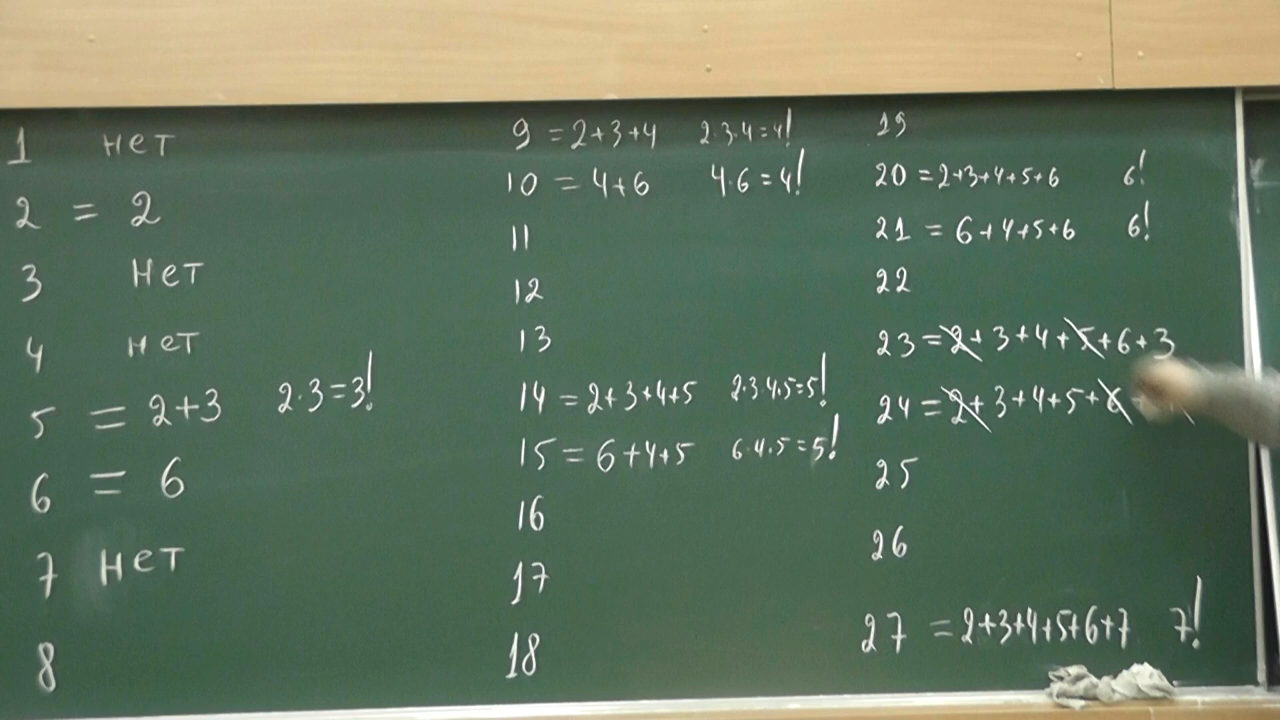 1 нет
2 = 2
3 нет
4 нет
5 = 2+3 2·3=3!
6 = 6
7 нет
8
9 =2+3+4 2·3·4=4!
10 = 4+6 4·6=4!
11
12
13
14 =2+3+4+5 2·3 4·5=5!
15 = 6+4+5 6·4·5=5!
16
17
18
19
20 =2+3+4+5+6 6!
21 = 6+4+5+6 6!
22
23 =2+3+4+5+6+3
24 =2+3+4+5+6
25
26
27 =2+3+4+5+6+7 7!